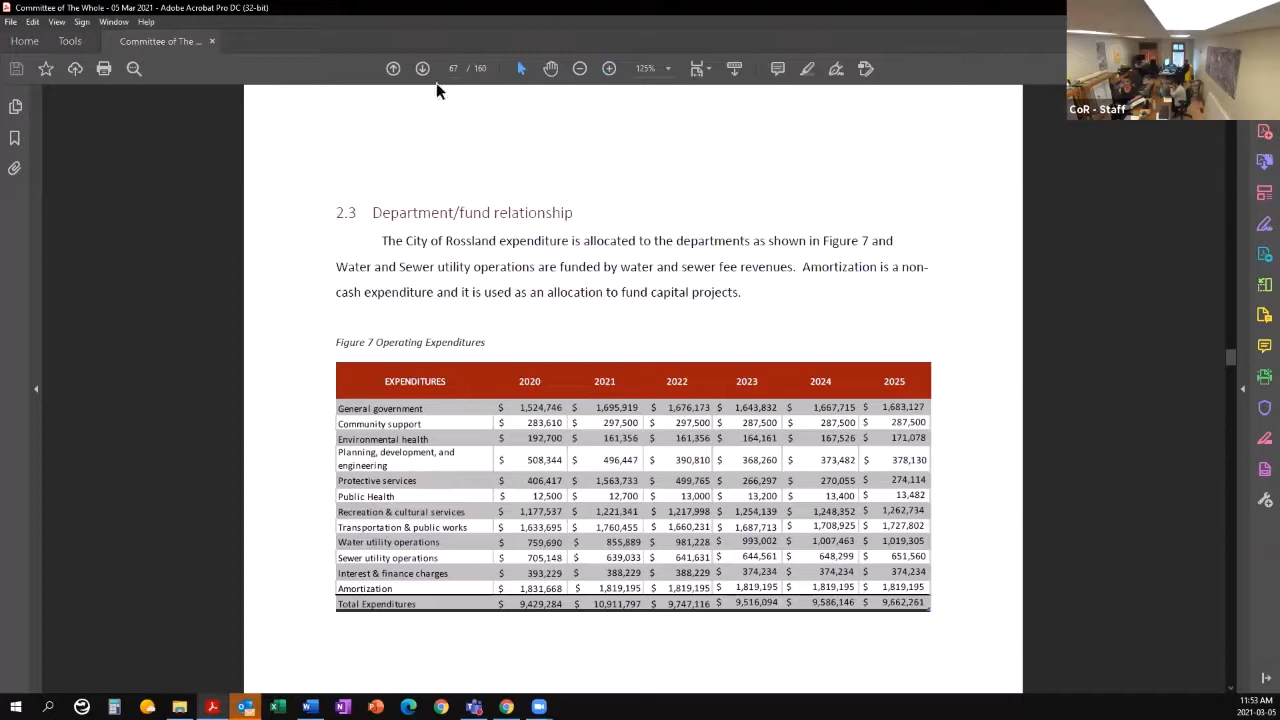 Committee of The Whole - 05 Mar 2021 - Adobe Acrobat Pro DC (32-bit)
File Edit View Sign Window Help
Home Tools Committee of The ... ×
67 / 160 125%
CoR - Staff
2.3 Department/fund relationship
The City of Rossland expenditure is allocated to the departments as shown in Figure 7 and
Water and Sewer utility operations are funded by water and sewer fee revenues. Amortization is a non-
cash expenditure and it is used as an allocation to fund capital projects.
Figure 7 Operating Expenditures
EXPENDITURES 2020 2021 2022 2023 2024 2025
General government $ 1,524,746 $ 1,695,919 $ 1,676,173 $ 1,643,832 $ 1,667,715 $ 1,683,127
Community support $ 283,610 $ 297,500 $ 297,500 $ 287,500 $ 287,500 $ 287,500
Environmental health $ 192,700 $ 161,356 $ 161,356 $ 164,161 $ 167,526 $ 171,078
Planning, development, and
engineering $ 508,344 $ 496,447 $ 390,810 $ 368,260 $ 373,482 $ 378,130
Protective services $ 406,417 $ 1,563,733 $ 499,765 $ 266,297 $ 270,055 $ 274,114
Public Health $ 12,500 $ 12,700 $ 13,000 $ 13,200 $ 13,400 $ 13,482
Recreation & cultural services $ 1,177,537 $ 1,221,341 $ 1,217,998 $ 1,254,139 $ 1,248,352 $ 1,262,734
Transportation & public works $ 1,633,695 $ 1,760,455 $ 1,660,231 $ 1,687,713 $ 1,708,925 $ 1,727,802
Water utility operations $ 759,690 $ 855,889 $ 981,228 $ 993,002 $ 1,007,463 $ 1,019,305
Sewer utility operations $ 705,148 $ 639,033 $ 641,631 $ 644,561 $ 648,299 $ 651,560
Interest & finance charges $ 393,229 $ 388,229 $ 388,229 $ 374,234 $ 374,234 $ 374,234
Amortization $ 1,831,668 $ 1,819,195 $ 1,819,195 $ 1,819,195 $ 1,819,195 $ 1,819,195
Total Expenditures $ 9,429,284 $ 10,911,797 $ 9,747,116 $ 9,516,094 $ 9,586,146 $ 9,662,261
11:53 AM
2021-03-05